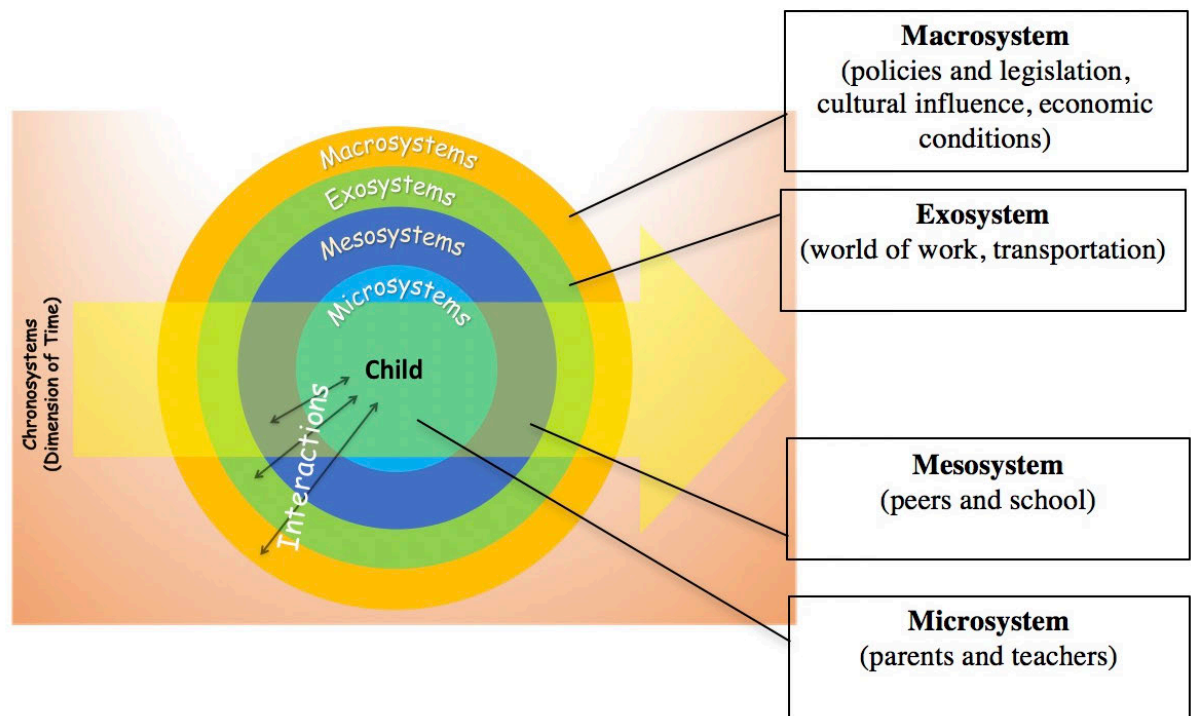 Macrosystem
(policies and legislation,
cultural influence, economic
conditions)
Macrosystems
Exosystems
Mesosystems
Microsystems
Child
Interactions
Chronosystems
(Dimension of Time)
Exosystem
(world of work, transportation)
Mesosystem
(peers and school)
Microsystem
(parents and teachers)